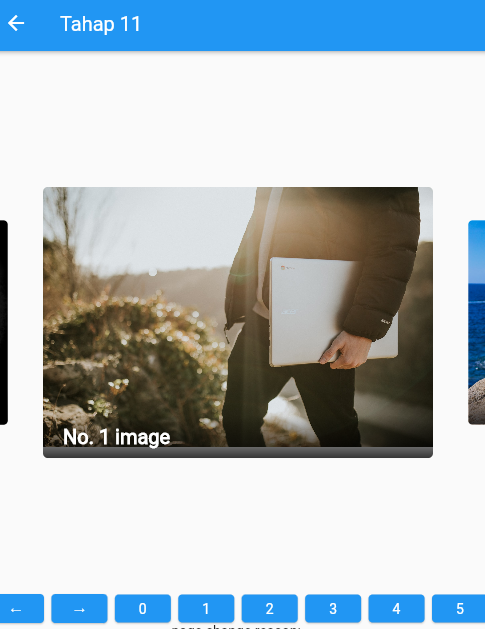 ← Tahap 11
No. 1 image
← → 0 1 2 3 4 5